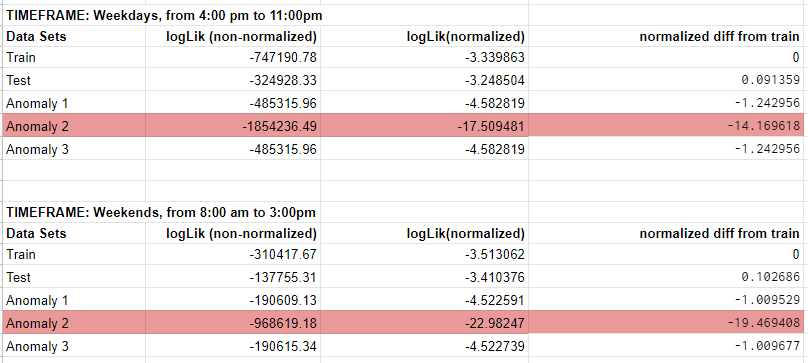 TIMEFRAME: Weekdays, from 4:00 pm to 11:00pm
Data Sets logLik (non-normalized) logLik(normalized) normalized diff from train
Train -747190.78 -3.339863 0
Test -324928.33 -3.248504 0.091359
Anomaly 1 -485315.96 -4.582819 -1.242956
Anomaly 2 -1854236.49 -17.509481 -14.169618
Anomaly 3 -485315.96 -4.582819 -1.242956
TIMEFRAME: Weekends, from 8:00 am to 3:00pm
Data Sets logLik (non-normalized) logLik(normalized) normalized diff from train
Train -310417.67 -3.513062 0
Test -137755.31 -3.410376 0.102686
Anomaly 1 -190609.13 -4.522591 -1.009529
Anomaly 2 -968619.18 -22.98247 -19.469408
Anomaly 3 -190615.34 -4.522739 -1.009677